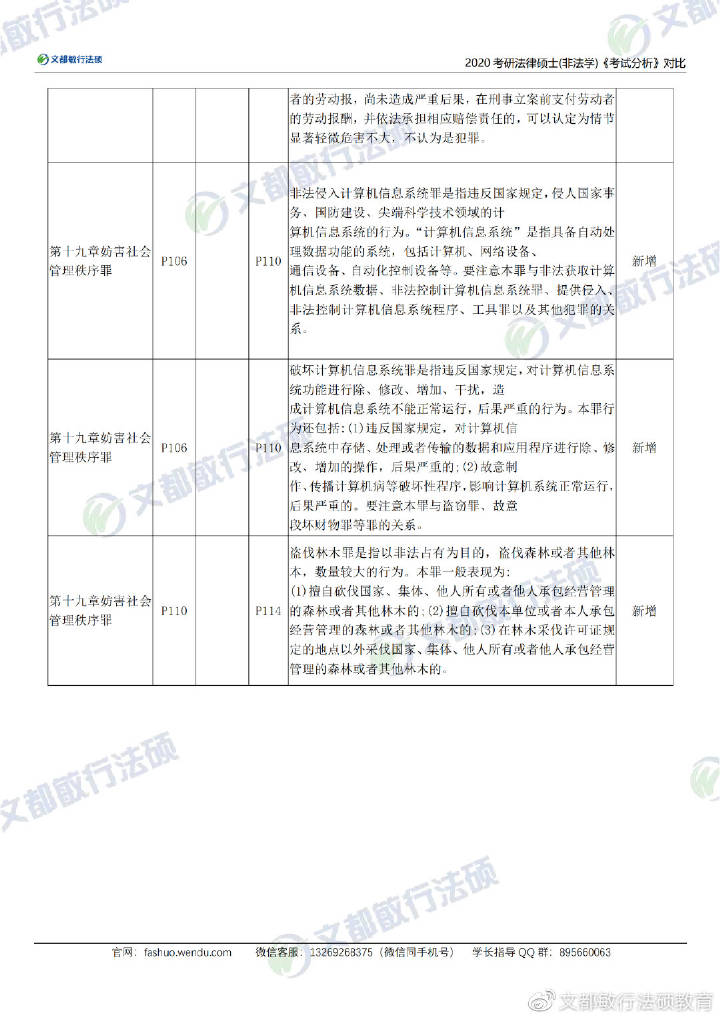 文都敏行法硕
2020 考研法律硕士(非法学)《考试分析》对比
者的劳动报，尚未造成严重后果，在刑事立案前支付劳动者
的劳动报酬，并依法承担相应赔偿责任的，可以认定为情节
显著轻微危害不大，不认为是犯罪。
第十九章妨害社会
管理秩序罪
P106
P110
非法侵入计算机信息系统罪是指违反国家规定，侵人国家事
务、国防建设、尖端科学技术领域的计
算机信息系统的行为。“计算机信息系统”是指具备自动处
理数据功能的系统，包括计算机、网络设备、
通信设备、自动化控制设备等。要注意本罪与非法获取计算
机信息系统数据、非法控制计算机信息系统罪、提供侵入、
非法控制计算机信息系统程序、工具罪以及其他犯罪的关
系。
新增
第十九章妨害社会
管理秩序罪
P106
P110
破坏计算机信息系统罪是指违反国家规定，对计算机信息系
统功能进行除、修改、增加、干扰，造
成计算机信息系统不能正常运行，后果严重的行为。本罪行
为还包括:(1)违反国家规定，对计算机信
息系统中存储、处理或者传输的数据和应用程序进行除、修
改、增加的操作，后果严重的;(2)故意制
作、传播计算机病等破坏性程序，影响计算机系统正常运行，
后果严重的。要注意本罪与盗窃罪、故意
段坏财物罪等罪的关系。
新增
第十九章妨害社会
管理秩序罪
P110
P114
盗伐林木罪是指以非法占有为目的，盗伐森林或者其他林
木，数量较大的行为。本罪一般表现为:
(1)擅自砍伐国家、集体、他人所有或者他人承包经营管理
的森林或者其他林木的;(2)擅自砍伐本单位或者本人承包
经营管理的森林或者其他林木的;(3)在林木采伐许可证规
定的地点以外采伐国家、集体、他人所有或者他人承包经营
管理的森林或者其他林木的。
新增
官网：fashuo.wendu.com 微信客服：13269268375（微信同手机号） 学长指导 QQ 群：895660063
文都敏行法硕教育